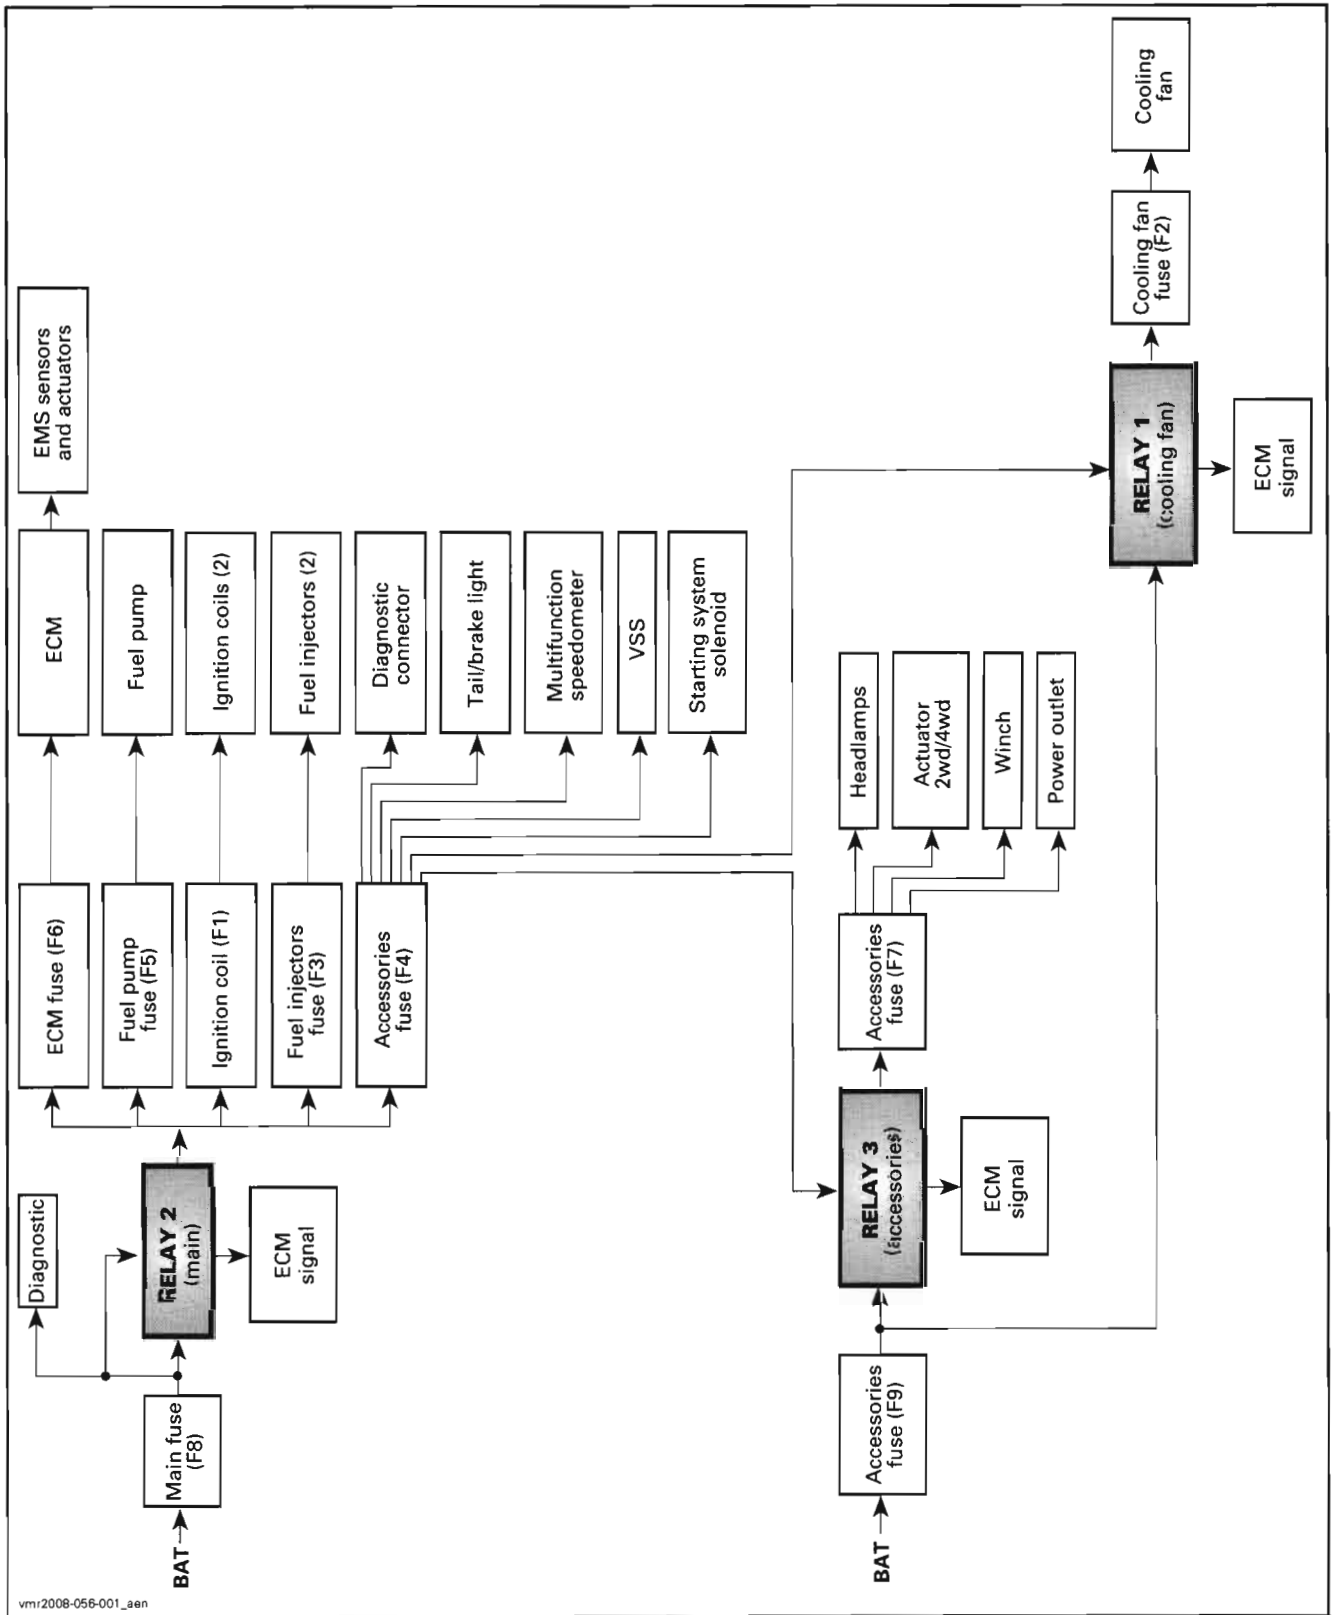 BAT
Main fuse
(F8)
Diagnostic
RELAY 2
(main)
ECM
signal
ECM fuse (F6)
Fuel pump
fuse (F5)
Ignition coil (F1)
Fuel injectors
fuse (F3)
Accessories
fuse (F4)
ECM
EMS sensors
and actuators
Fuel pump
Ignition coils (2)
Fuel injectors (2)
Diagnostic
connector
Tail/brake light
Multifunction
speedometer
VSS
Starting system
solenoid
BAT
Accessories
fuse (F9)
RELAY 3
(accessories)
ECM
signal
Accessories
fuse (F7)
Headlamps
Actuator
2wd/4wd
Winch
Power outlet
RELAY 1
(cooling fan)
ECM
signal
Cooling fan
fuse (F2)
Cooling
fan
vmr2008-056-001_aen